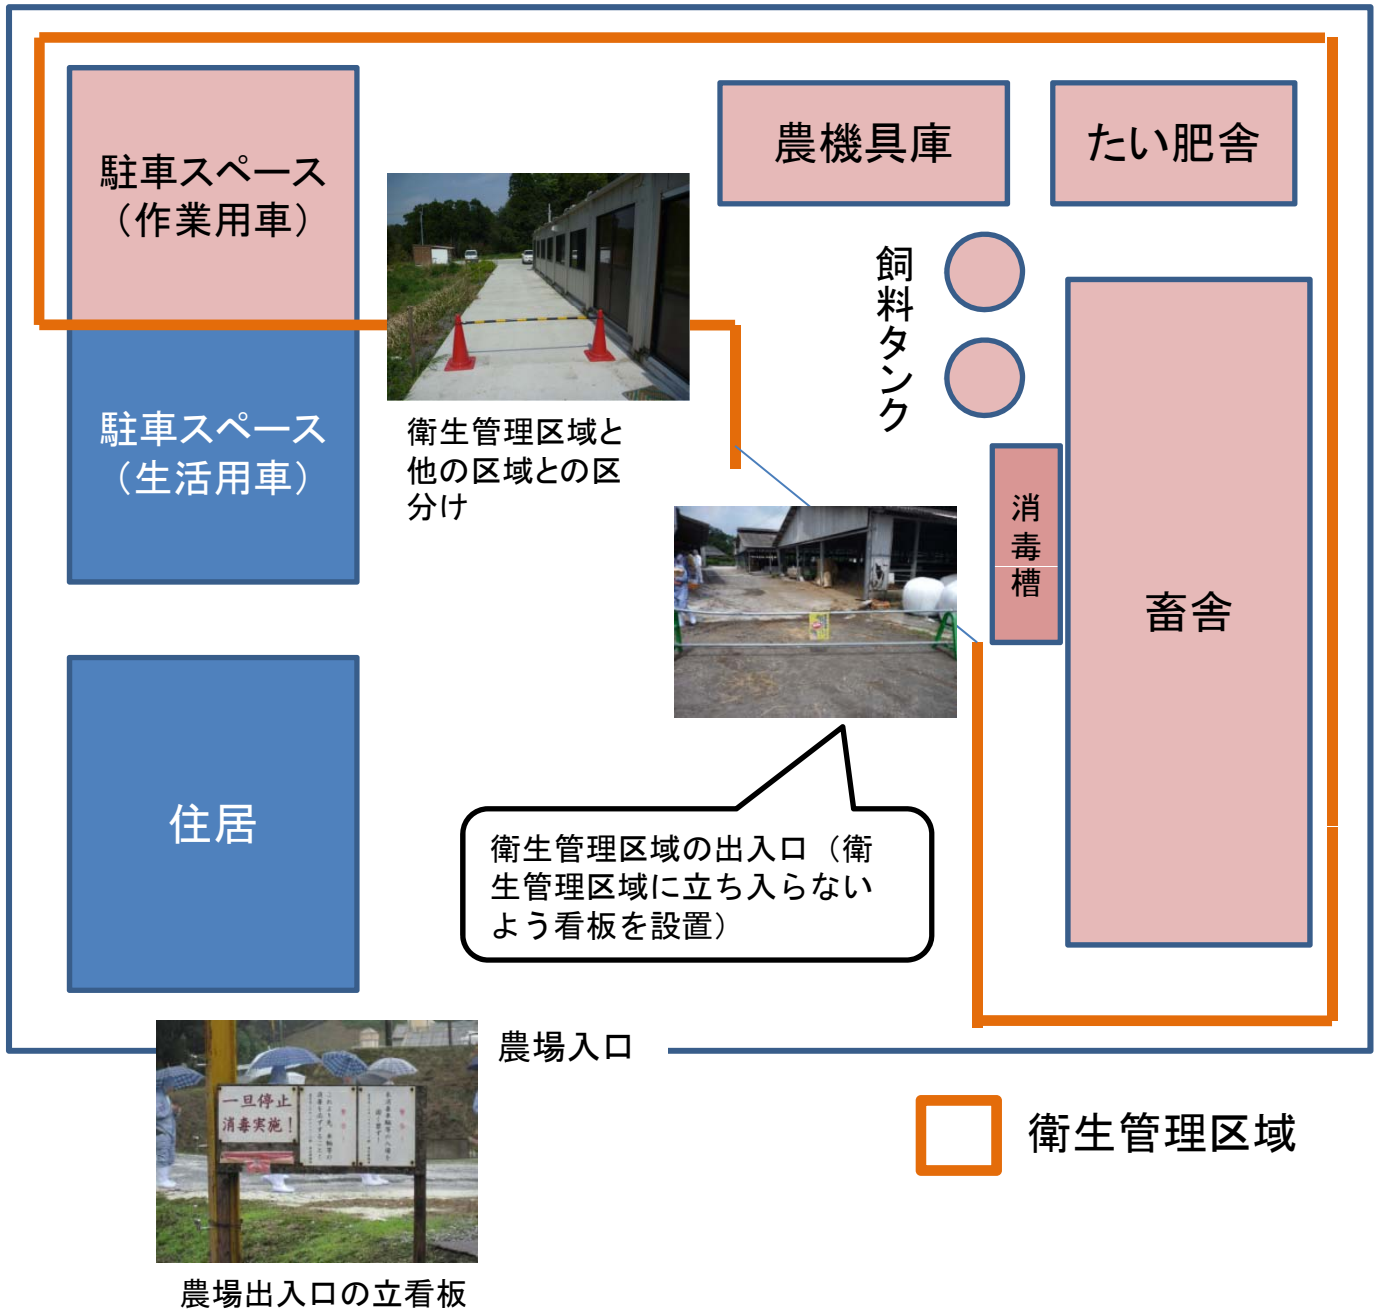 駐車スペース
（作業用車）
農機具庫
たい肥舎
飼料タンク
駐車スペース
（生活用車）
衛生管理区域と
他の区域との区
分け
消毒槽
畜舎
住居
衛生管理区域の出入口（衛
生管理区域に立ち入らない
よう看板を設置）
農場入口
一旦停止
消毒実施！
衛生管理区域
農場出入口の立看板